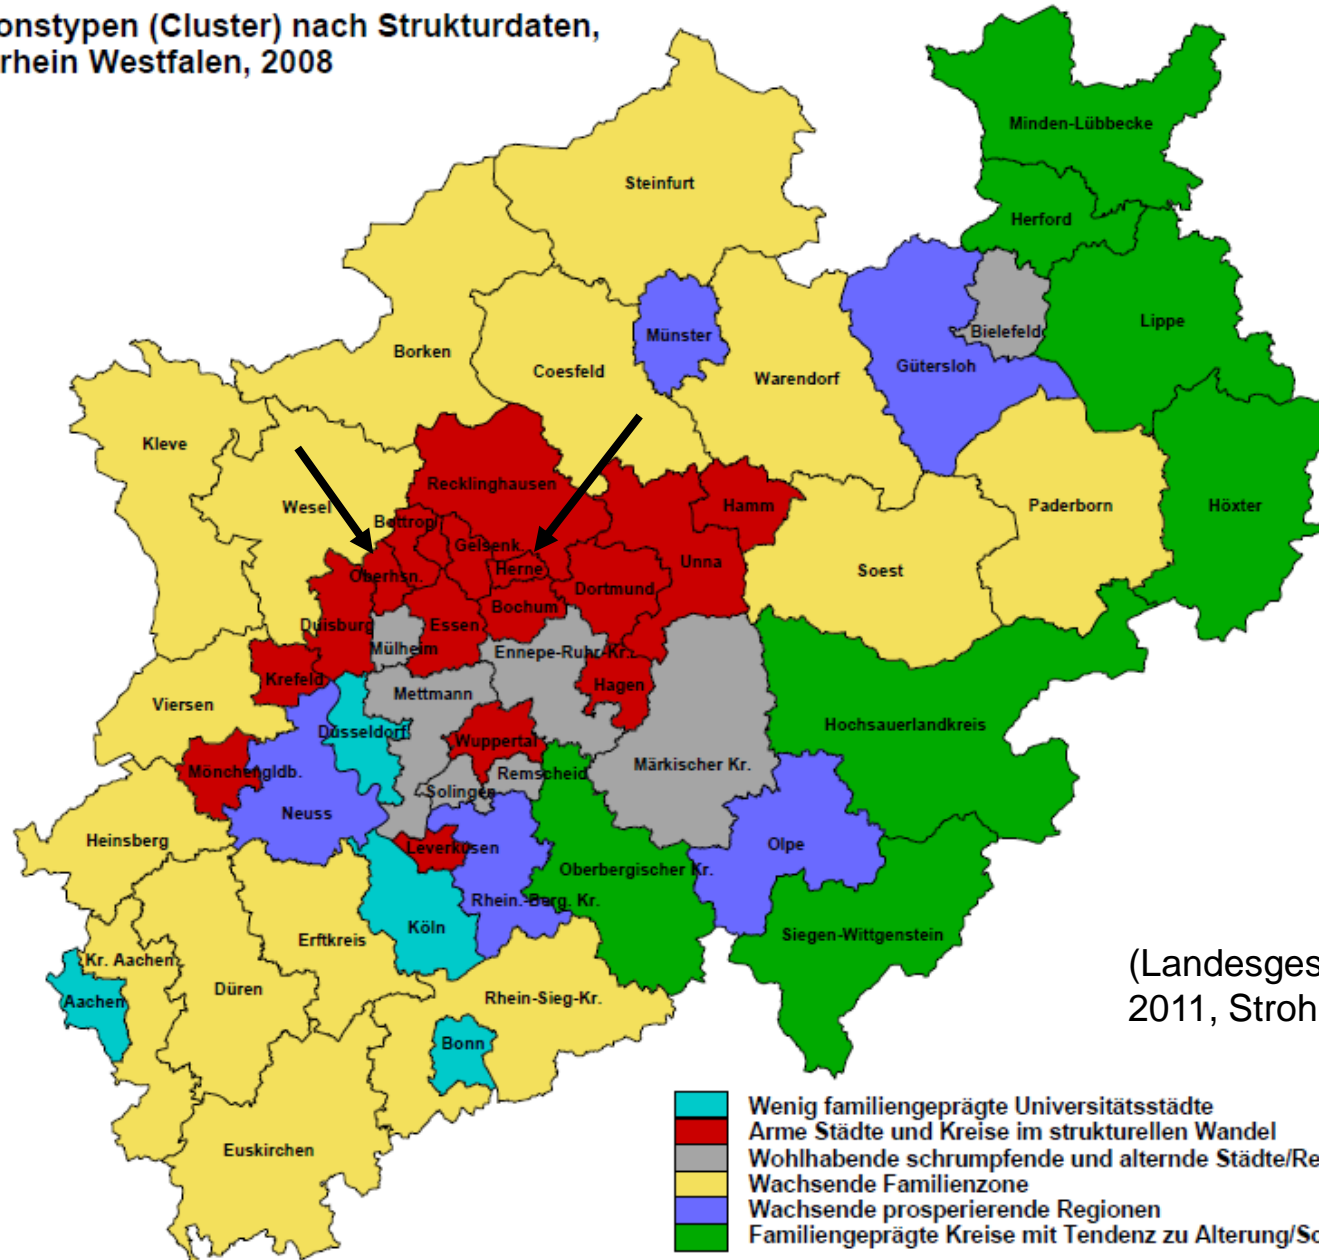 onstypen (Cluster) nach Strukturdaten,
rhein Westfalen, 2008
Minden-Lübbecke
Steinfurt
Herford
Lippe
Münster
Bielefeld
Borken
Coesfeld
Gütersloh
Warendorf
Kleve
Recklinghausen
Wesel
Hamm
Paderborn
Höxter
Bottrop
Gelsenk.
Unna
Herne
Soest
Oberhsn.
Dortmund
Bochum
Duisburg
Essen
Mülheim
Ennepe-Ruhr-Kr.
Krefeld
Hagen
Mettmann
Viersen
Hochsauerlandkreis
Düsseldorf
Wuppertal
Märkischer Kr.
Mönchengldb.
Remscheid
Solingen
Neuss
Heinsberg
Leverkusen
Olpe
Oberbergischer Kr.
Rhein.-Berg. Kr.
Köln
Siegen-Wittgenstein
Erftkreis
Kr. Aachen
Düren
Rhein-Sieg-Kr.
Aachen
Bonn
Euskirchen
(Landesges
2011, Stroh
Wenig familiengeprägte Universitätsstädte
Arme Städte und Kreise im strukturellen Wandel
Wohlhabende schrumpfende und alternde Städte/Re
Wachsende Familienzone
Wachsende prosperierende Regionen
Familiengeprägte Kreise mit Tendenz zu Alterung/Sc